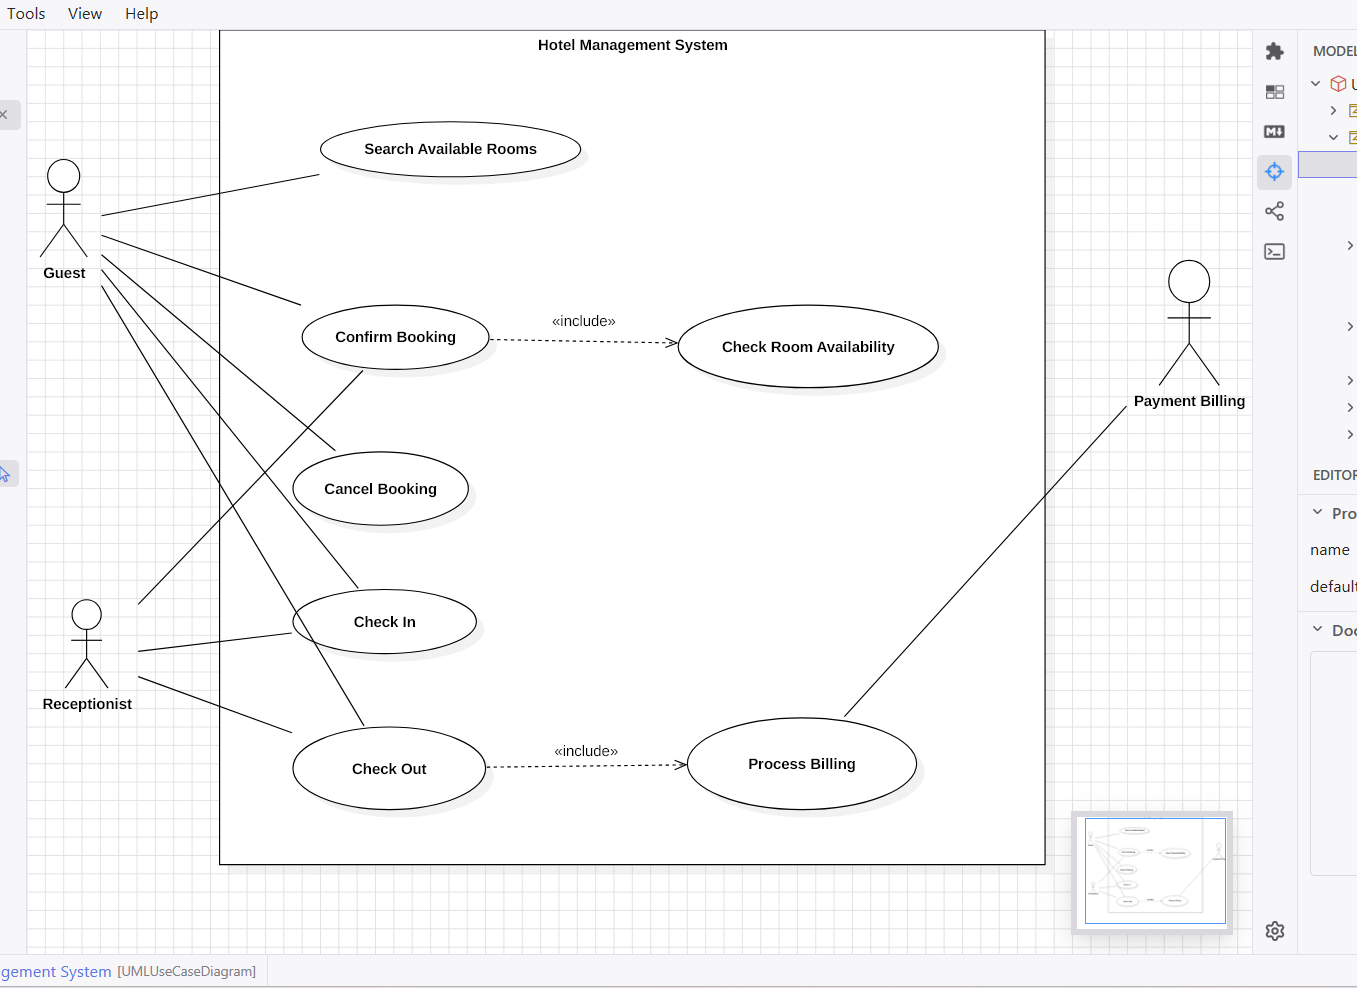 Tools View Help
Hotel Management System
MODEL
Search Available Rooms
Guest
«include»
Confirm Booking
Check Room Availability
Payment Billing
Cancel Booking
EDITOR
Pro
name
default
Check In
Doc
Receptionist
«include»
Check Out
Process Billing
gement System [UMLUseCaseDiagram]